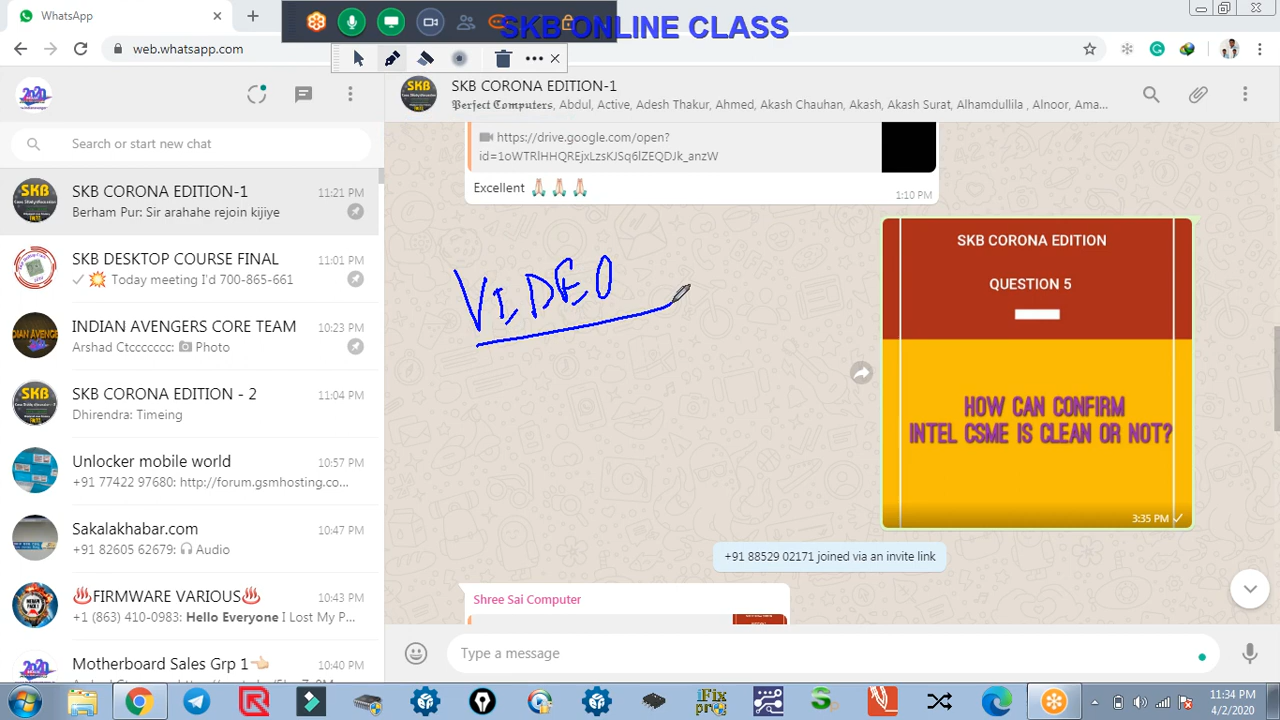 WhatsApp
SKB ONLINE CLASS
web.whatsapp.com
Search or start new chat
SKB CORONA EDITION-1
11:21 PM
Berham Pur: Sir arahahe rejoin kijiye
SKB DESKTOP COURSE FINAL
11:01 PM
Today meeting I'd 700-865-661
INDIAN AVENGERS CORE TEAM
10:23 PM
Arshad Ctccccccc: Photo
SKB CORONA EDITION - 2
11:04 PM
Dhirendra: Timeing
Unlocker mobile world
10:57 PM
+91 77422 97680: http://forum.gsmhosting.co...
Sakalakhabar.com
10:47 PM
+91 82605 62679: Audio
♨️FIRMWARE VARIOUS♨️
10:43 PM
+1 (863) 410-0983: Hello Everyone I Lost My P...
Motherboard Sales Grp 1👈🏻
10:40 PM
SKB CORONA EDITION-1
Perfect Computers, Abdul, Active, Adesh Thakur, Ahmed, Akash Chauhan, Akash, Akash Surat, Alhamdullila , Alnoor, Ama...
https://drive.google.com/open?
id=1oWTRlHHQREjxLzsKJSq6lZEQDJk_anzW
Excellent 🙏🏻 🙏🏻 🙏🏻
1:10 PM
VIDEO
SKB CORONA EDITION
QUESTION 5
HOW CAN CONFIRM
INTEL CSME IS CLEAN OR NOT?
3:35 PM
+91 88529 02171 joined via an invite link
Shree Sai Computer
Type a message
11:34 PM
4/2/2020